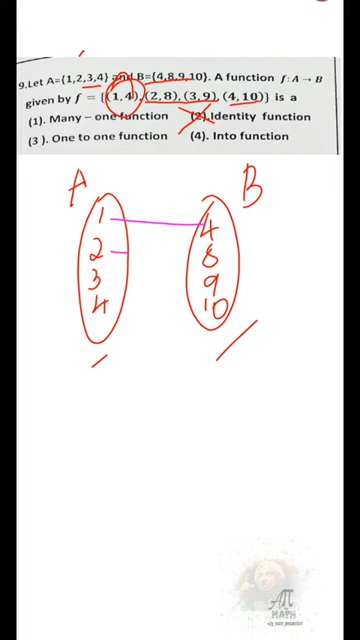 9.Let A={1,2,3,4} and B={4,8,9,10}. A function f:A → B
given by f = {(1,4),(2,8),(3,9),(4,10)} is a
(1). Many – one function (2).Identity function
(3 ). One to one function (4). Into function
A B
1 4
2 8
3 9
4 10
Aπ
MATH